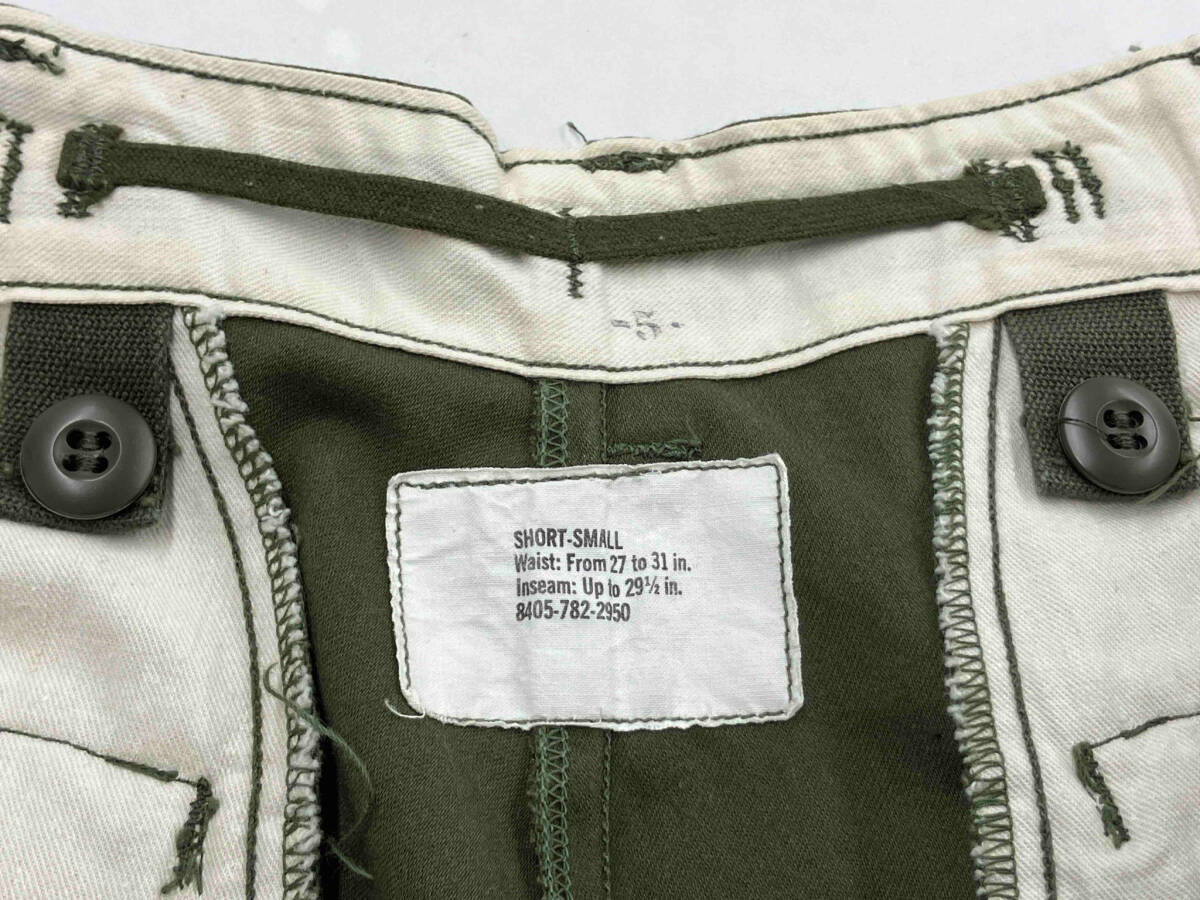 -5-
SHORT-SMALL
Waist: From 27 to 31 in.
Inseam: Up to 29½ in.
8405-782-2950